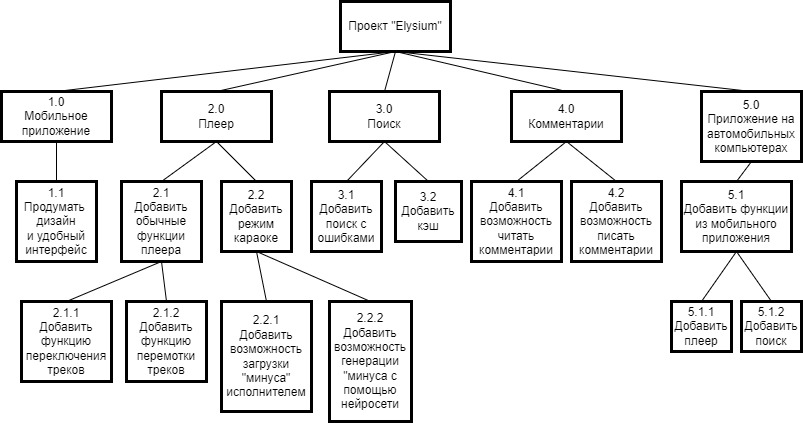 Проект "Elysium"
1.0
Мобильное
приложение
2.0
Плеер
3.0
Поиск
4.0
Комментарии
5.0
Приложение на
автомобильных
компьютерах
1.1
Продумать
дизайн
и удобный
интерфейс
2.1
Добавить
обычные
функции
плеера
2.2
Добавить
режим
караоке
3.1
Добавить
поиск с
ошибками
3.2
Добавить
кэш
4.1
Добавить
возможность
читать
комментарии
4.2
Добавить
возможность
писать
комментарии
5.1
Добавить функции
из мобильного
приложения
2.1.1
Добавить
функцию
переключения
треков
2.1.2
Добавить
функцию
перемотки
треков
2.2.1
Добавить
возможность
загрузки
"минуса"
исполнителем
2.2.2
Добавить
возможность
генерации
"минуса с
помощью
нейросети
5.1.1
Добавить
плеер
5.1.2
Добавить
поиск